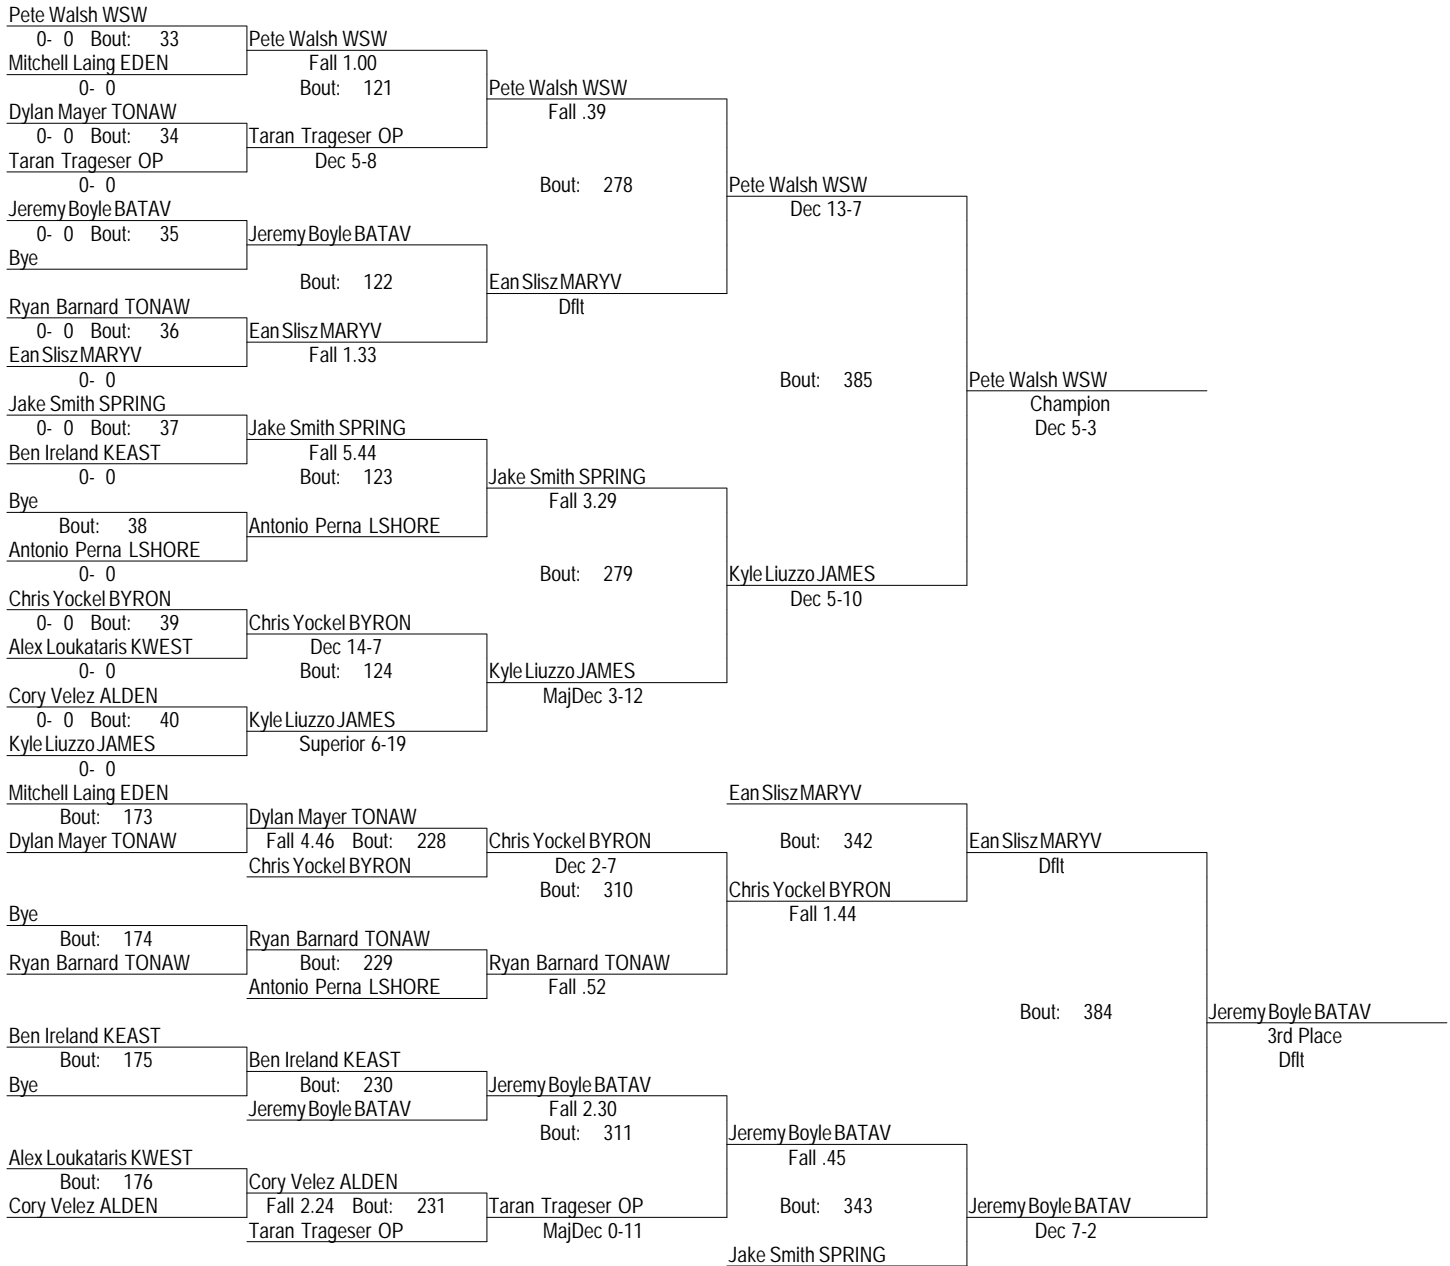 Pete Walsh WSW
0- 0 Bout: 33 Pete Walsh WSW
Mitchell Laing EDEN Fall 1.00
0- 0 Bout: 121 Pete Walsh WSW
Dylan Mayer TONAW Fall .39
0- 0 Bout: 34 Taran Trageser OP
Taran Trageser OP Dec 5-8
0- 0 Bout: 278 Pete Walsh WSW
Jeremy Boyle BATAV Dec 13-7
0- 0 Bout: 35 Jeremy Boyle BATAV
Bye
Bout: 122 Ean Slisz MARYV
Ryan Barnard TONAW Dflt
0- 0 Bout: 36 Ean Slisz MARYV
Ean Slisz MARYV Fall 1.33
0- 0 Bout: 385 Pete Walsh WSW
Jake Smith SPRING Champion
0- 0 Bout: 37 Jake Smith SPRING Dec 5-3
Ben Ireland KEAST Fall 5.44
0- 0 Bout: 123 Jake Smith SPRING
Bye Fall 3.29
Bout: 38 Antonio Perna LSHORE
Antonio Perna LSHORE
0- 0 Bout: 279 Kyle Liuzzo JAMES
Chris Yockel BYRON Dec 5-10
0- 0 Bout: 39 Chris Yockel BYRON
Alex Loukataris KWEST Dec 14-7
0- 0 Bout: 124 Kyle Liuzzo JAMES
Cory Velez ALDEN MajDec 3-12
0- 0 Bout: 40 Kyle Liuzzo JAMES
Kyle Liuzzo JAMES Superior 6-19
0- 0
Mitchell Laing EDEN Ean Slisz MARYV
Bout: 173 Dylan Mayer TONAW
Dylan Mayer TONAW Fall 4.46 Bout: 228 Chris Yockel BYRON Bout: 342 Ean Slisz MARYV
Chris Yockel BYRON Dec 2-7 Dflt
Bout: 310 Chris Yockel BYRON
Bye Fall 1.44
Bout: 174 Ryan Barnard TONAW
Ryan Barnard TONAW Bout: 229 Ryan Barnard TONAW
Antonio Perna LSHORE Fall .52
Bout: 384 Jeremy Boyle BATAV
Ben Ireland KEAST 3rd Place
Bout: 175 Ben Ireland KEAST Dflt
Bye Bout: 230 Jeremy Boyle BATAV
Jeremy Boyle BATAV Fall 2.30
Bout: 311 Jeremy Boyle BATAV
Alex Loukataris KWEST Fall .45
Bout: 176 Cory Velez ALDEN
Cory Velez ALDEN Fall 2.24 Bout: 231 Taran Trageser OP Bout: 343 Jeremy Boyle BATAV
Taran Trageser OP MajDec 0-11 Dec 7-2
Jake Smith SPRING